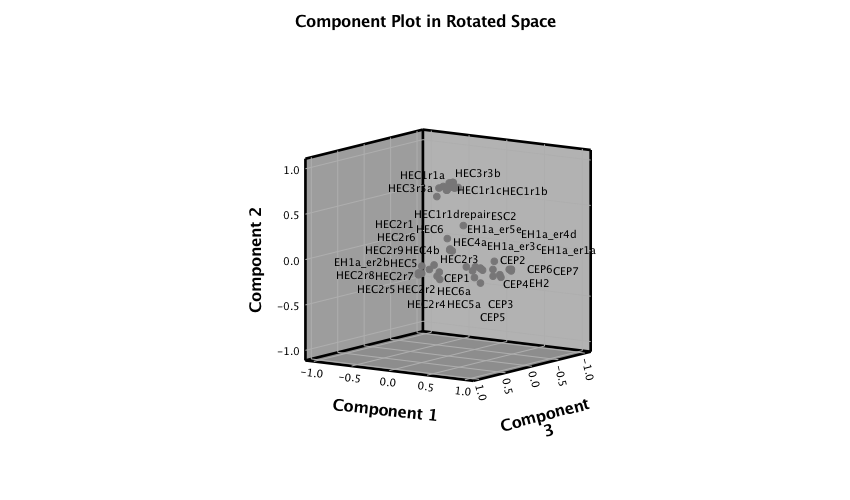 Component Plot in Rotated Space
HEC1r1a HEC3r3b
HEC3r3a HEC1r1c HEC1r1b
HEC1r1drepair ESC2
HEC2r1 HEC6 EH1a_er5e
HEC2r6 HEC4a EH1a_er3c EH1a_er4d
HEC2r9 HEC4b EH1a_er1a
EH1a_er2b HEC5 HEC2r3 CEP2
HEC2r8 HEC2r7 CEP1 CEP6 CEP7
HEC2r5 HEC2r2 HEC6a CEP4 EH2
HEC2r4 HEC5a CEP3
CEP5
Component 2
1.0
0.5
0.0
-0.5
-1.0
-1.0 -0.5 0.0 0.5 1.0
Component 1
1.0 0.5 0.0 -0.5 -1.0
Component
3